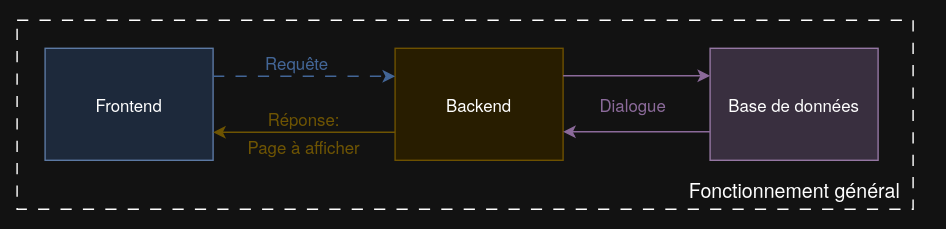 Requête
Frontend
Backend
Dialogue
Base de données
Réponse:
Page à afficher
Fonctionnement général